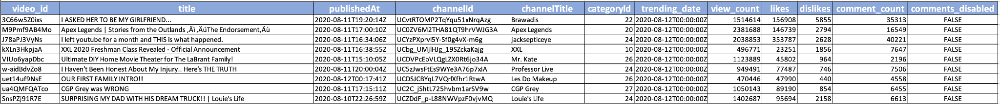 video_id title publishedAt channelId channelTitle categoryId trending_date view_count likes dislikes comment_count comments_disabled
3C66w5Z0ixs I ASKED HER TO BE MY GIRLFRIEND... 2020-08-11T19:20:14Z UCvtRTOMP2TqYqu51xNrqAzg Brawadis 22 2020-08-12T00:00:00Z 1514614 156908 5855 35313 FALSE
M9Pmf9AB4Mo Apex Legends | Stories from the Outlands ‚Äì ‚ÄúThe Endorsement‚Äù 2020-08-11T17:00:10Z UC0ZV6M2THA81QT9hrVWJG3A Apex Legends 20 2020-08-12T00:00:00Z 2381688 146739 2794 16549 FALSE
J78aPJ3VyNs I left youtube for a month and THIS is what happened. 2020-08-11T16:34:06Z UCYzPXprvl5Y-Sf0g4vX-m6g jacksepticeye 24 2020-08-12T00:00:00Z 2038853 353787 2628 40221 FALSE
kXLn3HkpjaA XXL 2020 Freshman Class Revealed - Official Announcement 2020-08-11T16:38:55Z UCbg_UMjlHJg_19SZckaKajg XXL 10 2020-08-12T00:00:00Z 496771 23251 1856 7647 FALSE
VIUo6yapDbc Ultimate DIY Home Movie Theater for The LaBrant Family! 2020-08-11T15:10:05Z UCDVPcEbVLQgLZX0Rt6jo34A Mr. Kate 26 2020-08-12T00:00:00Z 1123889 45802 964 2196 FALSE
w-aidBdvZo8 I Haven't Been Honest About My Injury.. Here's THE TRUTH 2020-08-11T20:00:04Z UC5zJwsFtEs9WYe3A76p7xIA Professor Live 24 2020-08-12T00:00:00Z 949491 77487 746 7506 FALSE
uet14uf9NsE OUR FIRST FAMILY INTRO!! 2020-08-12T00:17:41Z UCDSJCBYqL7VQrlXfhr1RtwA Les Do Makeup 26 2020-08-12T00:00:00Z 470446 47990 440 4558 FALSE
ua4QMFQATco CGP Grey was WRONG 2020-08-11T17:15:11Z UC2C_jShtL725hvbm1arSV9w CGP Grey 27 2020-08-12T00:00:00Z 1050143 89190 854 6455 FALSE
SnsPZj91R7E SURPRISING MY DAD WITH HIS DREAM TRUCK!! | Louie's Life 2020-08-10T22:26:59Z UCZDdF_p-L88NWVpzF0vjvMQ Louie's Life 24 2020-08-12T00:00:00Z 1402687 95694 2158 6613 FALSE